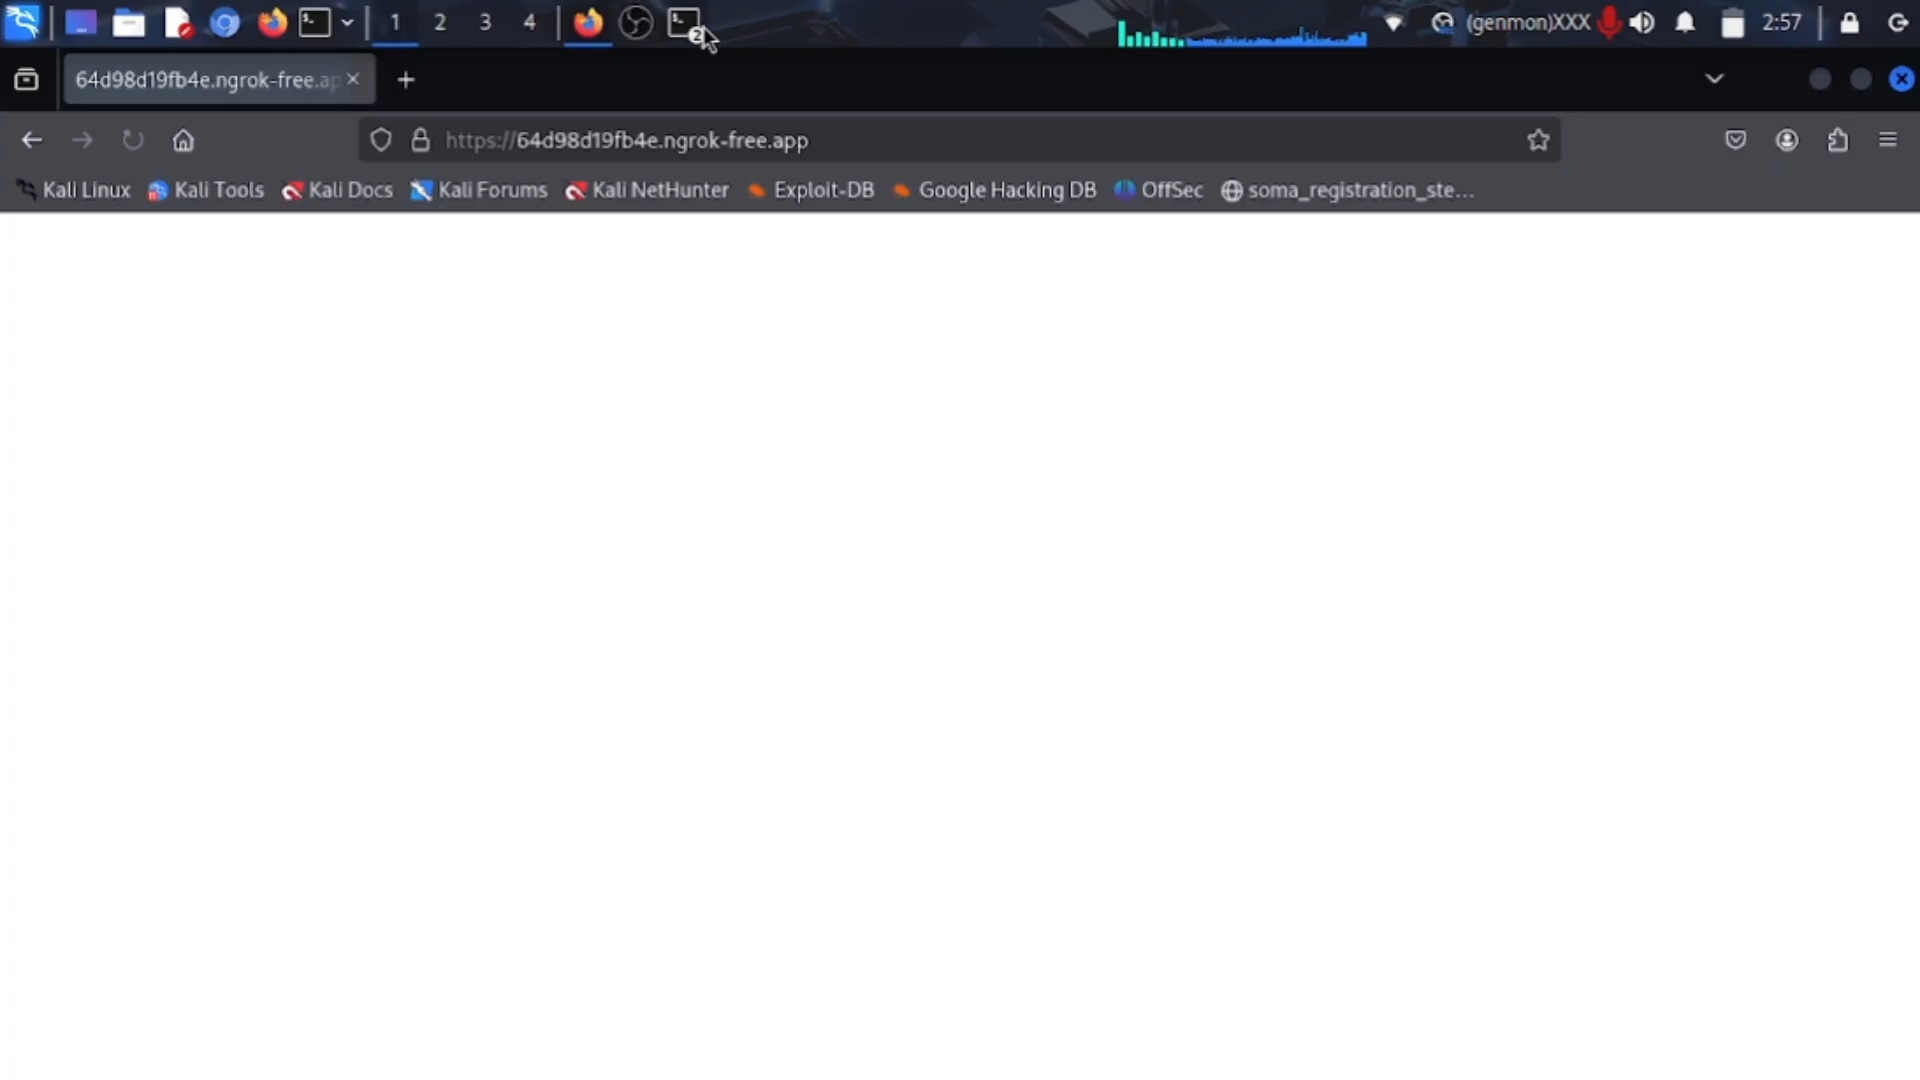 1 2 3 4 2 (genmon)XXX 2:57
64d98d19fb4e.ngrok-free.ap
https://64d98d19fb4e.ngrok-free.app
Kali Linux Kali Tools Kali Docs Kali Forums Kali NetHunter Exploit-DB Google Hacking DB OffSec soma_registration_ste...